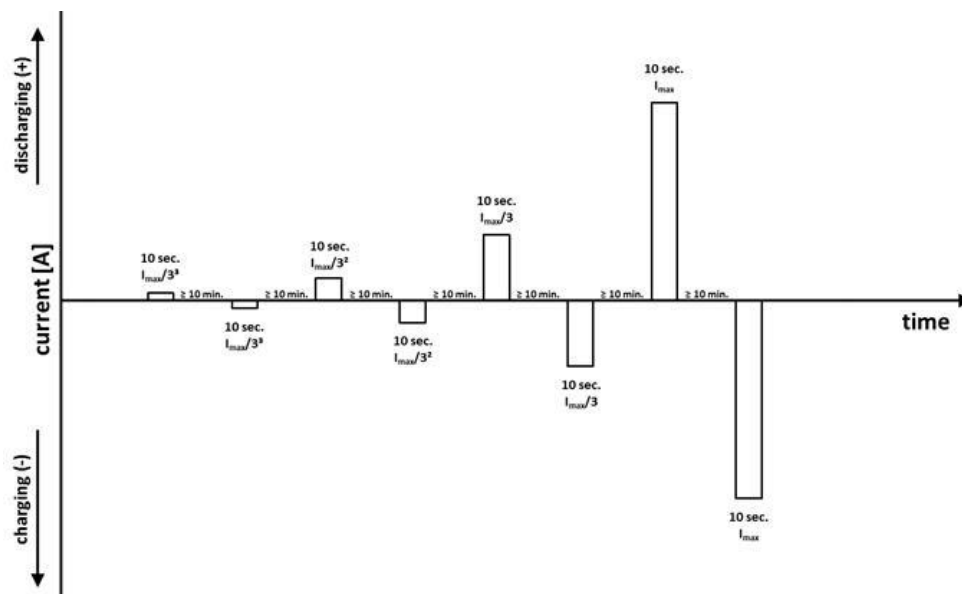 discharging (+)
current [A]
charging (-)
time
10 sec.
Iₘₐₓ/3³
≥ 10 min.
10 sec.
Iₘₐₓ/3³
≥ 10 min.
10 sec.
Iₘₐₓ/3²
≥ 10 min.
10 sec.
Iₘₐₓ/3²
≥ 10 min.
10 sec.
Iₘₐₓ/3
≥ 10 min.
10 sec.
Iₘₐₓ/3
≥ 10 min.
10 sec.
Iₘₐₓ
≥ 10 min.
10 sec.
Iₘₐₓ